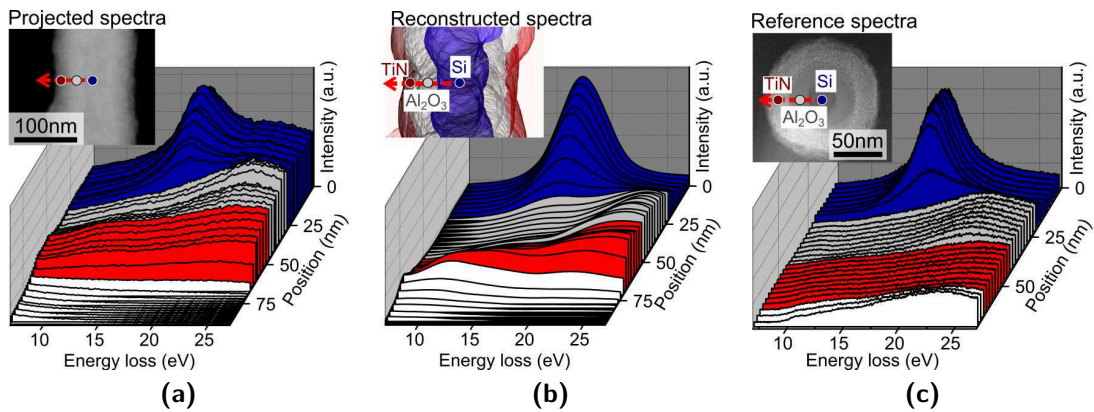 Projected spectra
TiN
100nm
Intensity (a.u.)
0
25
50
75
Position (nm)
10 15 20 25
Energy loss (eV)
(a)
Reconstructed spectra
TiN
Si
Al2O3
Intensity (a.u.)
0
25
50
75
Position (nm)
10 15 20 25
Energy loss (eV)
(b)
Reference spectra
TiN
Si
Al2O3
50nm
Intensity (a.u.)
0
25
50
Position (nm)
10 15 20 25
Energy loss (eV)
(c)